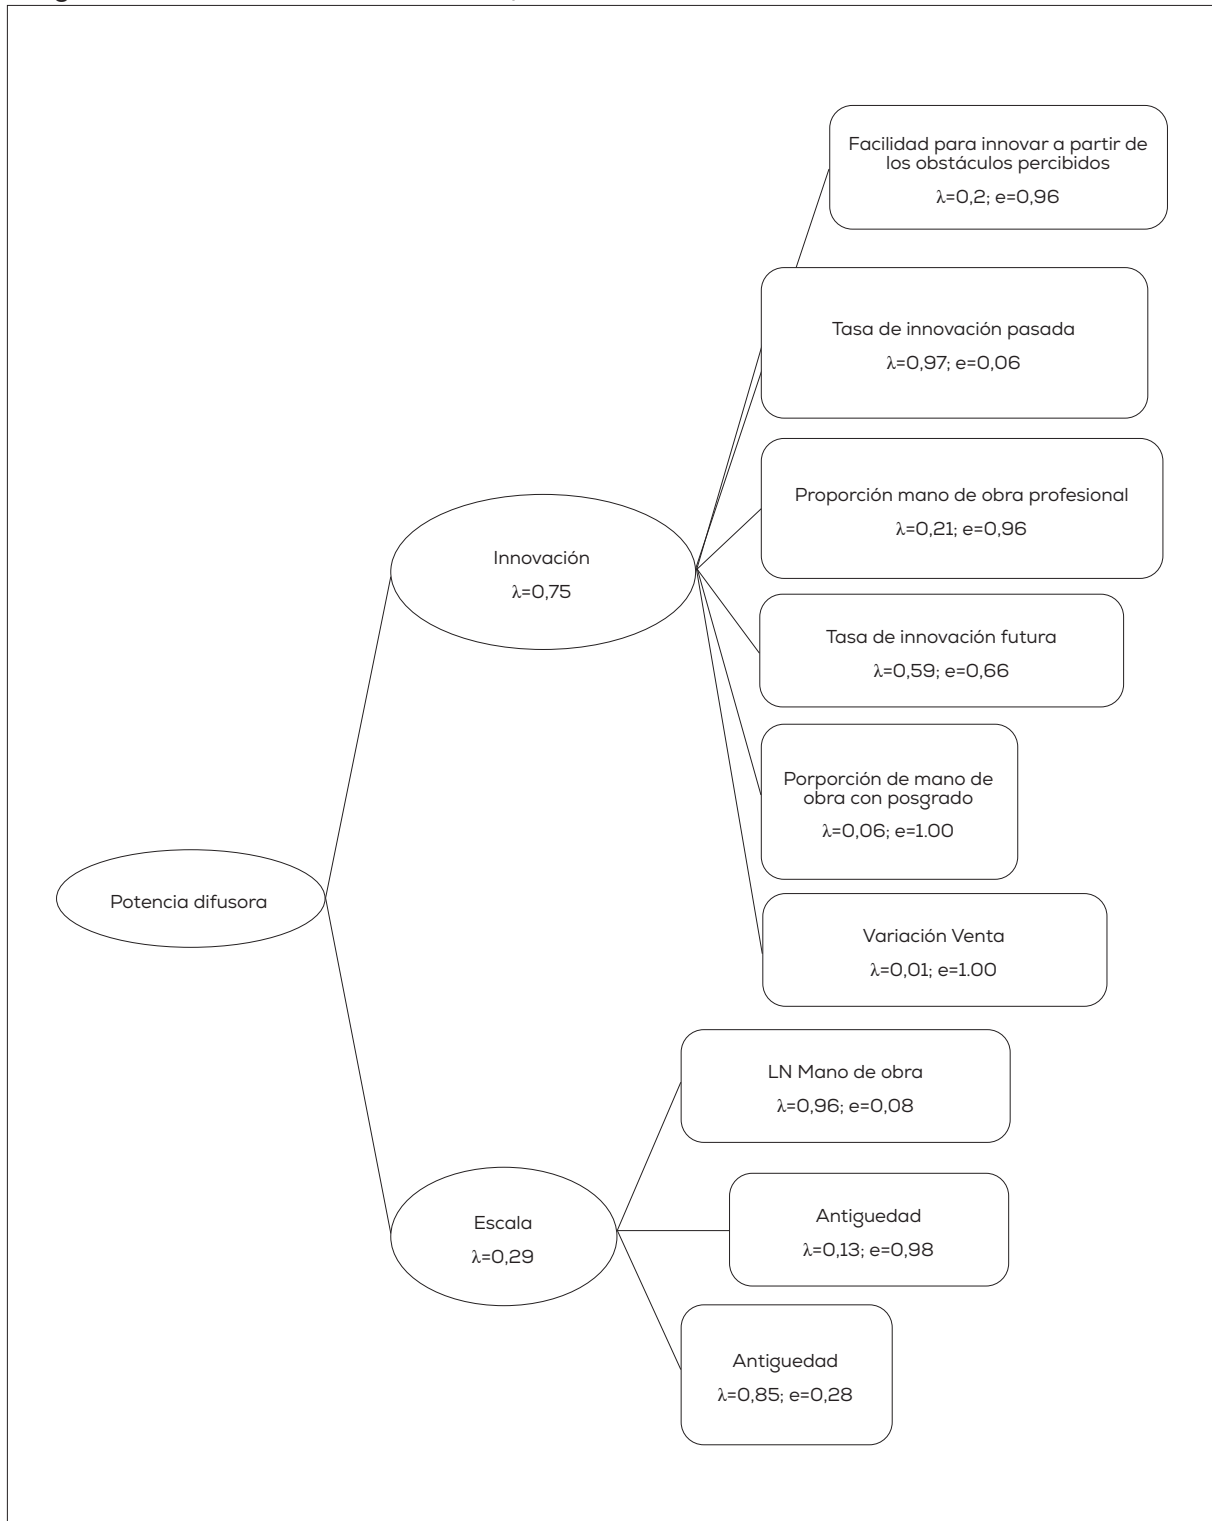 Facilidad para innovar a partir de
los obstáculos percibidos
λ=0,2; e=0,96
Tasa de innovación pasada
λ=0,97; e=0,06
Proporción mano de obra profesional
λ=0,21; e=0,96
Innovación
λ=0,75
Tasa de innovación futura
λ=0,59; e=0,66
Porporción de mano de
obra con posgrado
λ=0,06; e=1.00
Potencia difusora
Variación Venta
λ=0,01; e=1.00
LN Mano de obra
λ=0,96; e=0,08
Escala
λ=0,29
Antiguedad
λ=0,13; e=0,98
Antiguedad
λ=0,85; e=0,28